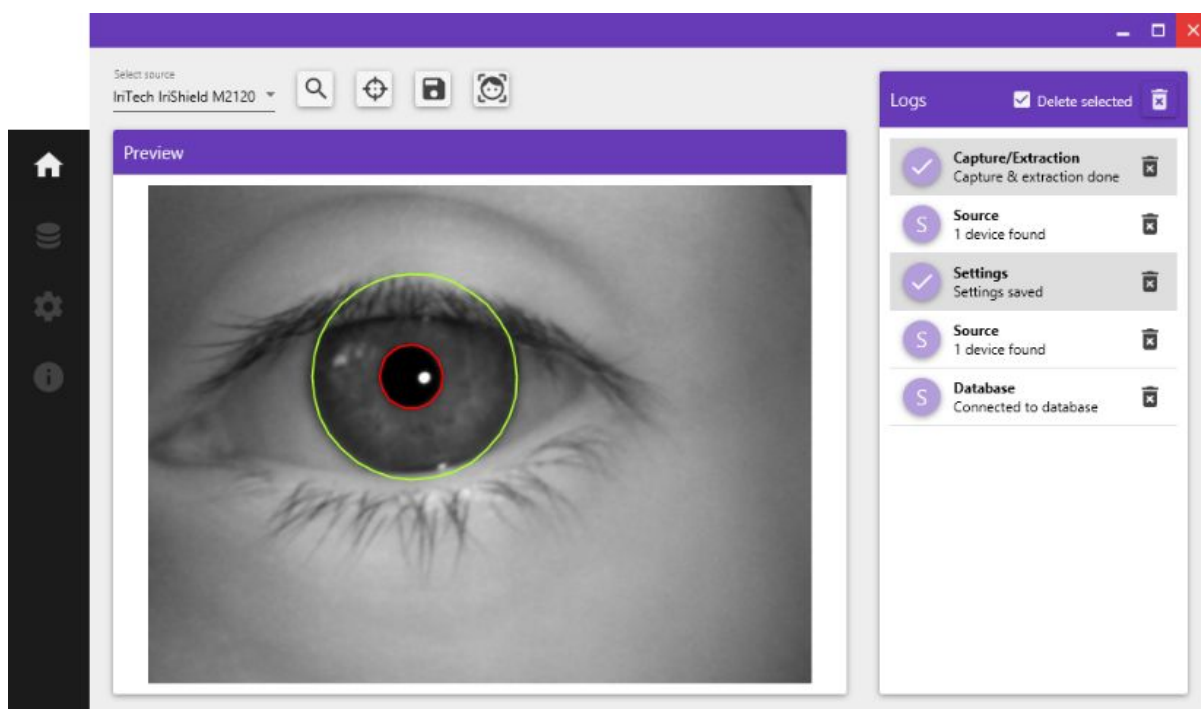 Select source
IriTech IriShield M2120
Preview
Logs
Delete selected
Capture/Extraction
Capture & extraction done
S
Source
1 device found
Settings
Settings saved
S
Source
1 device found
S
Database
Connected to database